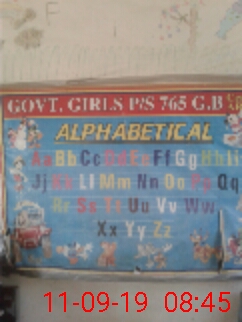 GOVT. GIRLS P/S 765 G.B
ALPHABETICAL
Aa Bb Cc Dd Ee Ff Gg Hh Ii
Jj Kk Ll Mm Nn Oo Pp Qq
Rr Ss Tt Uu Vv Ww
Xx Yy Zz
11-09-19 08:45